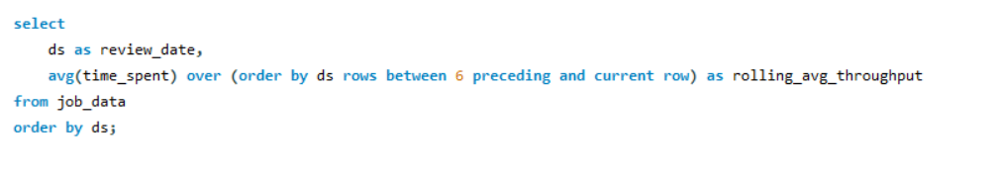 select
    ds as review_date,
    avg(time_spent) over (order by ds rows between 6 preceding and current row) as rolling_avg_throughput
from job_data
order by ds;